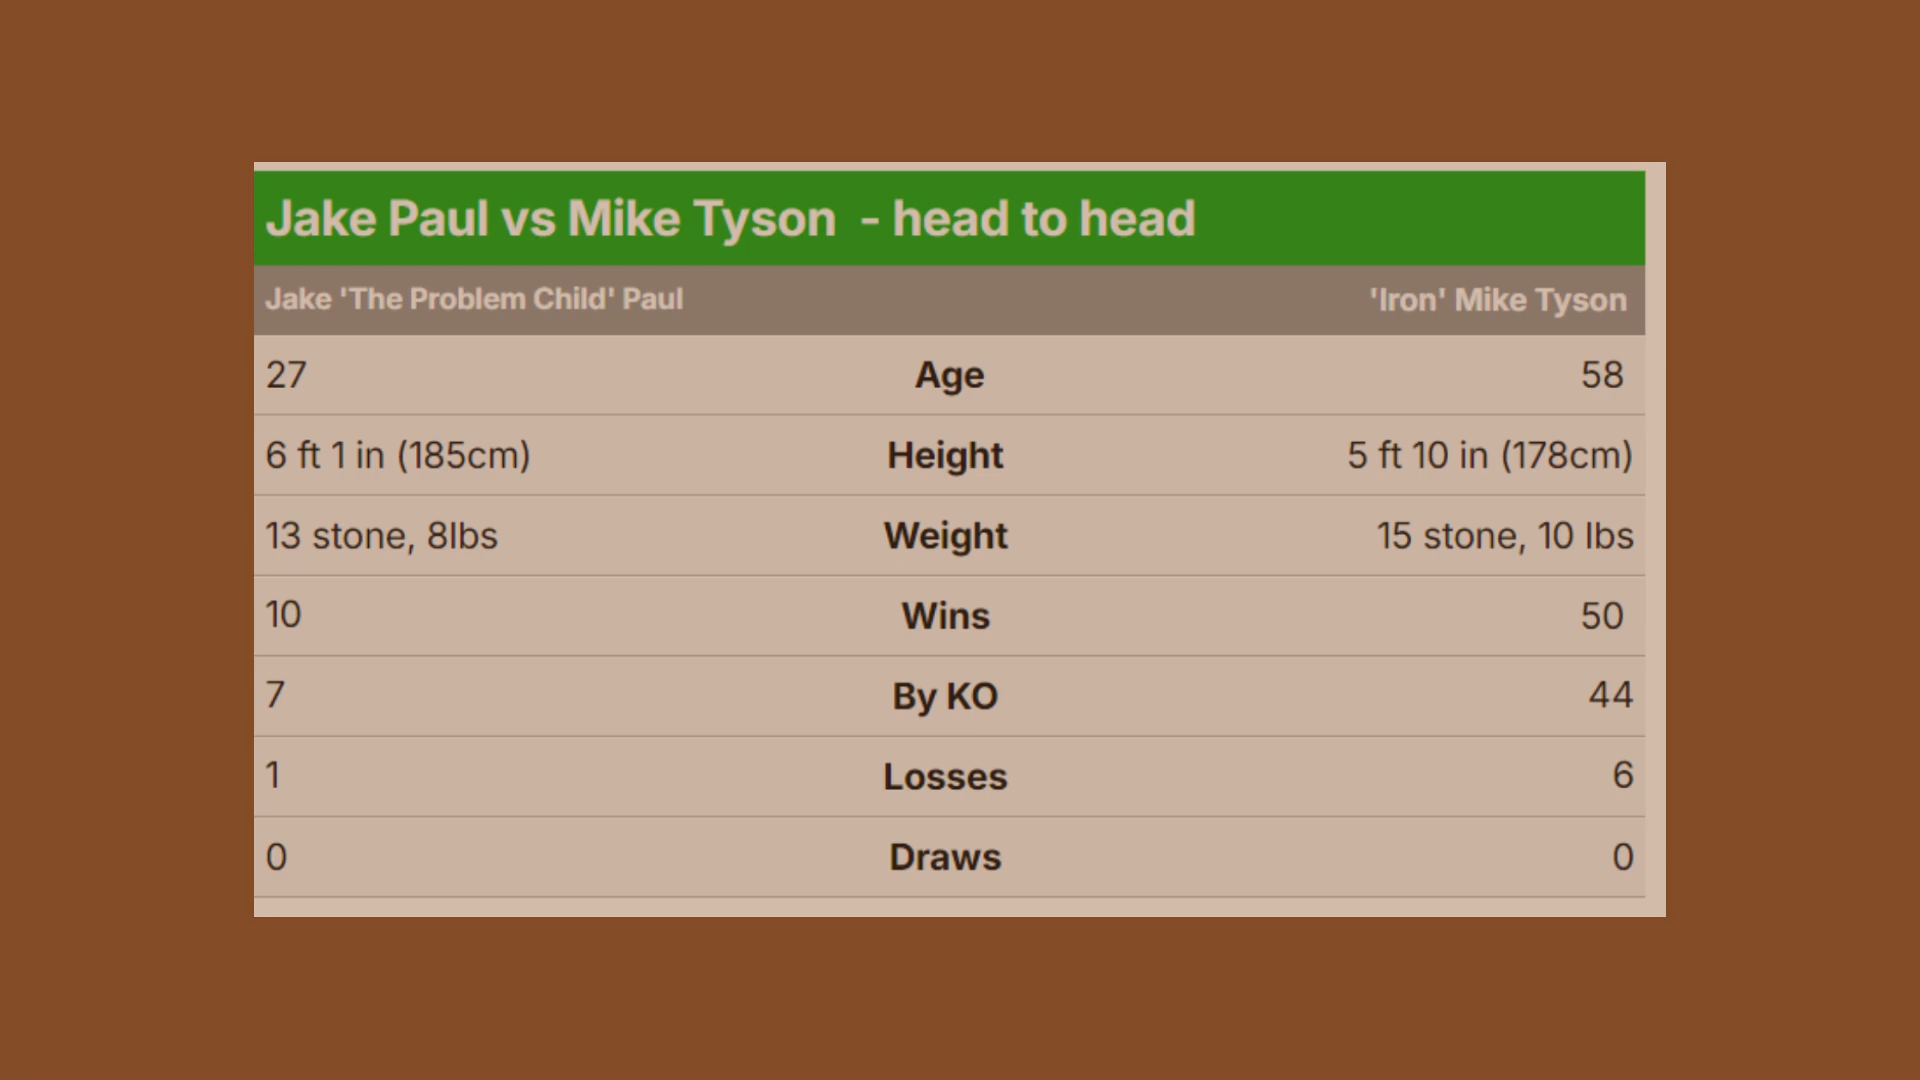 Jake Paul vs Mike Tyson - head to head
Jake 'The Problem Child' Paul 'Iron' Mike Tyson
27 Age 58
6 ft 1 in (185cm) Height 5 ft 10 in (178cm)
13 stone, 8lbs Weight 15 stone, 10 lbs
10 Wins 50
7 By KO 44
1 Losses 6
0 Draws 0